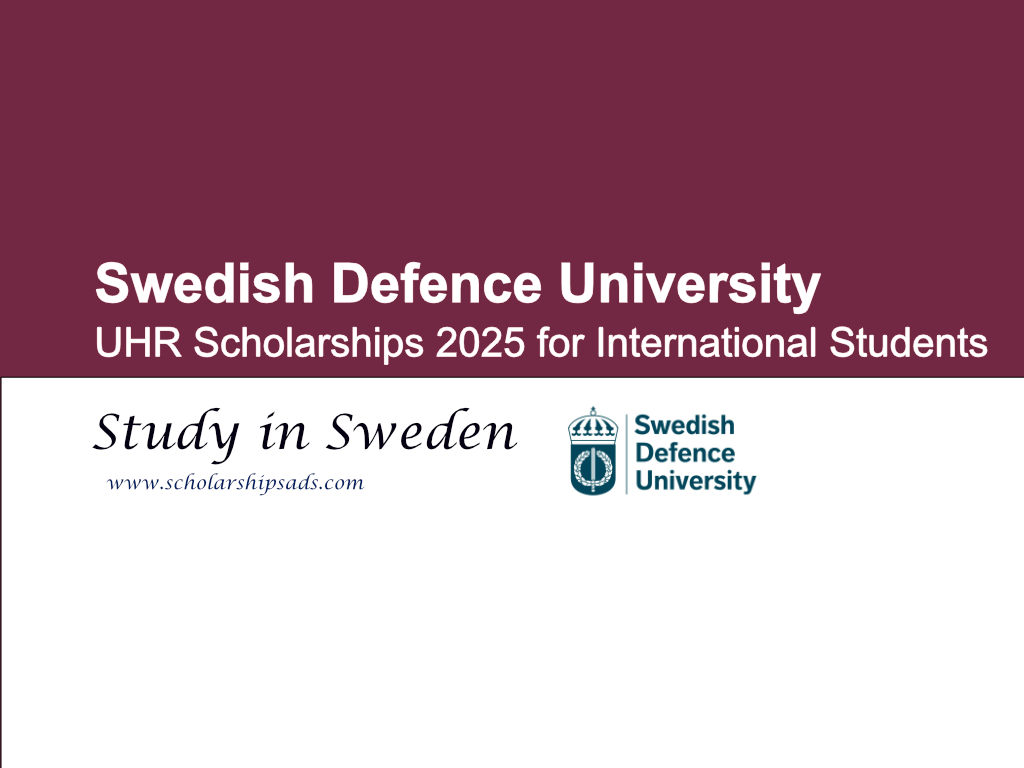 Swedish Defence University
UHR Scholarships 2025 for International Students
Study in Sweden
www.scholarshipsads.com
Swedish
Defence
University